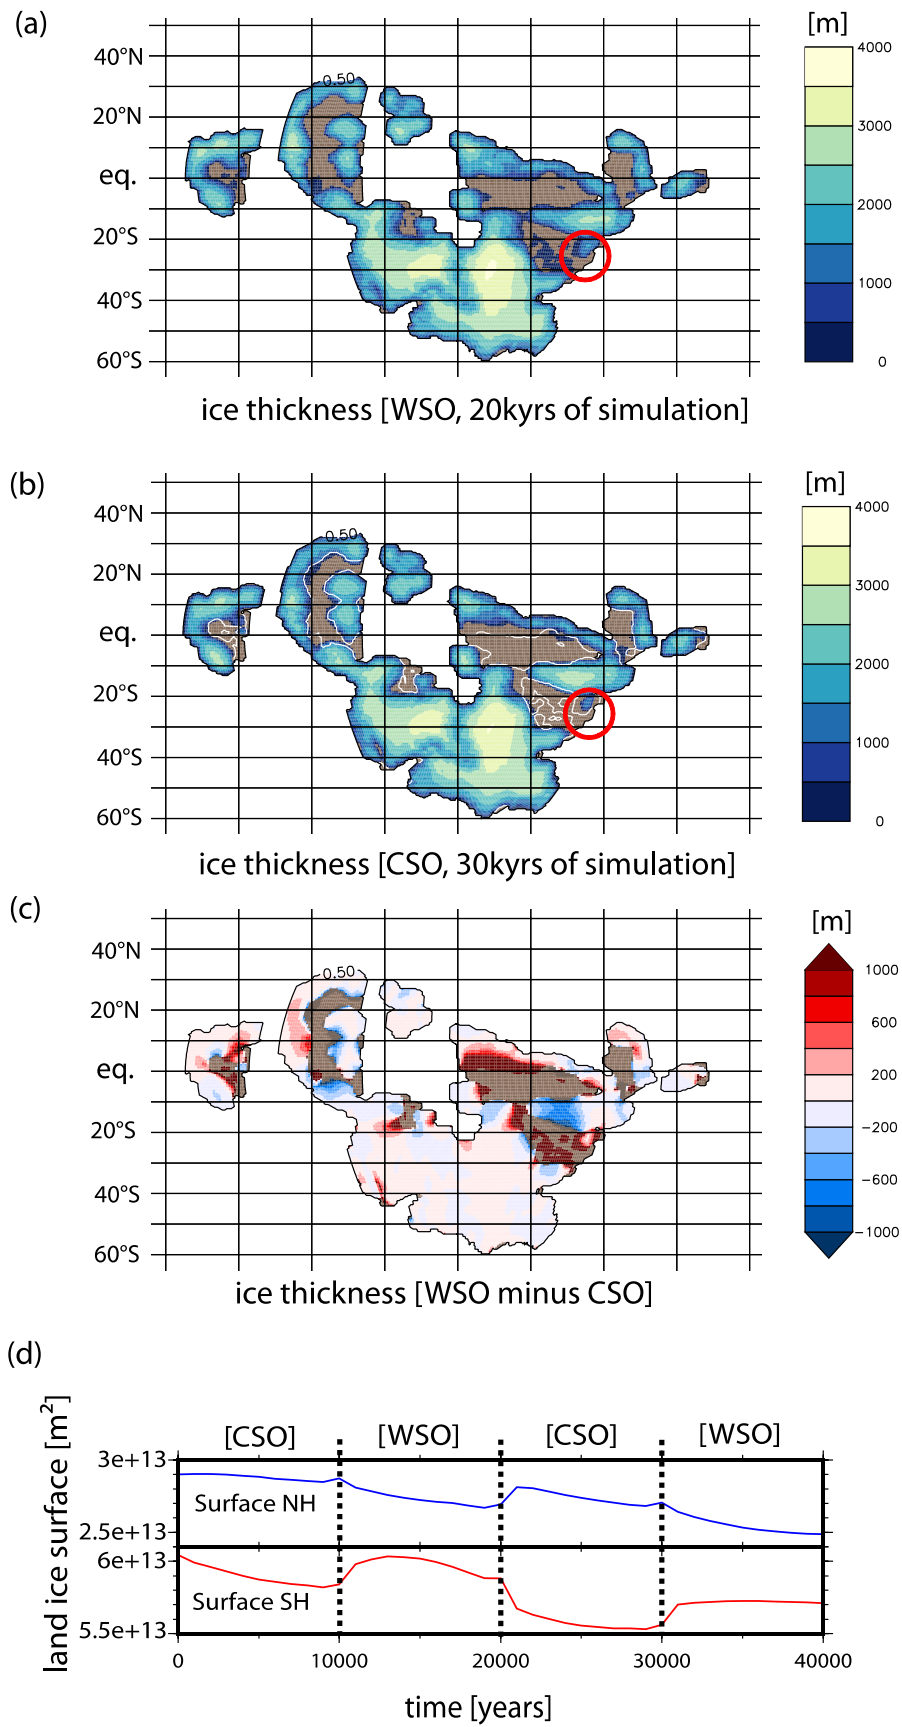 (a)
[m]
0.50
40°N
20°N
eq.
20°S
40°S
60°S
4000
3000
2000
1000
0
ice thickness [WSO, 20kyrs of simulation]
(b)
[m]
0.50
40°N
20°N
eq.
20°S
40°S
60°S
4000
3000
2000
1000
0
ice thickness [CSO, 30kyrs of simulation]
(c)
[m]
0.50
40°N
20°N
eq.
20°S
40°S
60°S
1000
600
200
−200
−600
−1000
ice thickness [WSO minus CSO]
(d)
land ice surface [m²]
[CSO] [WSO] [CSO] [WSO]
3e+13
Surface NH
2.5e+13
6e+13
Surface SH
5.5e+13
0 10000 20000 30000 40000
time [years]